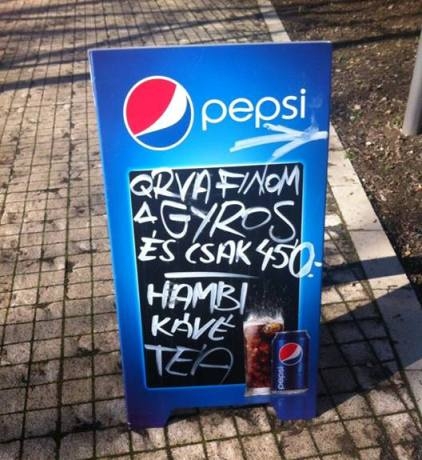 pepsi
QRVA FINOM
A GYROS
ÉS CSAK 450.-
HAMBI
KÁVÉ
TEA
pepsi